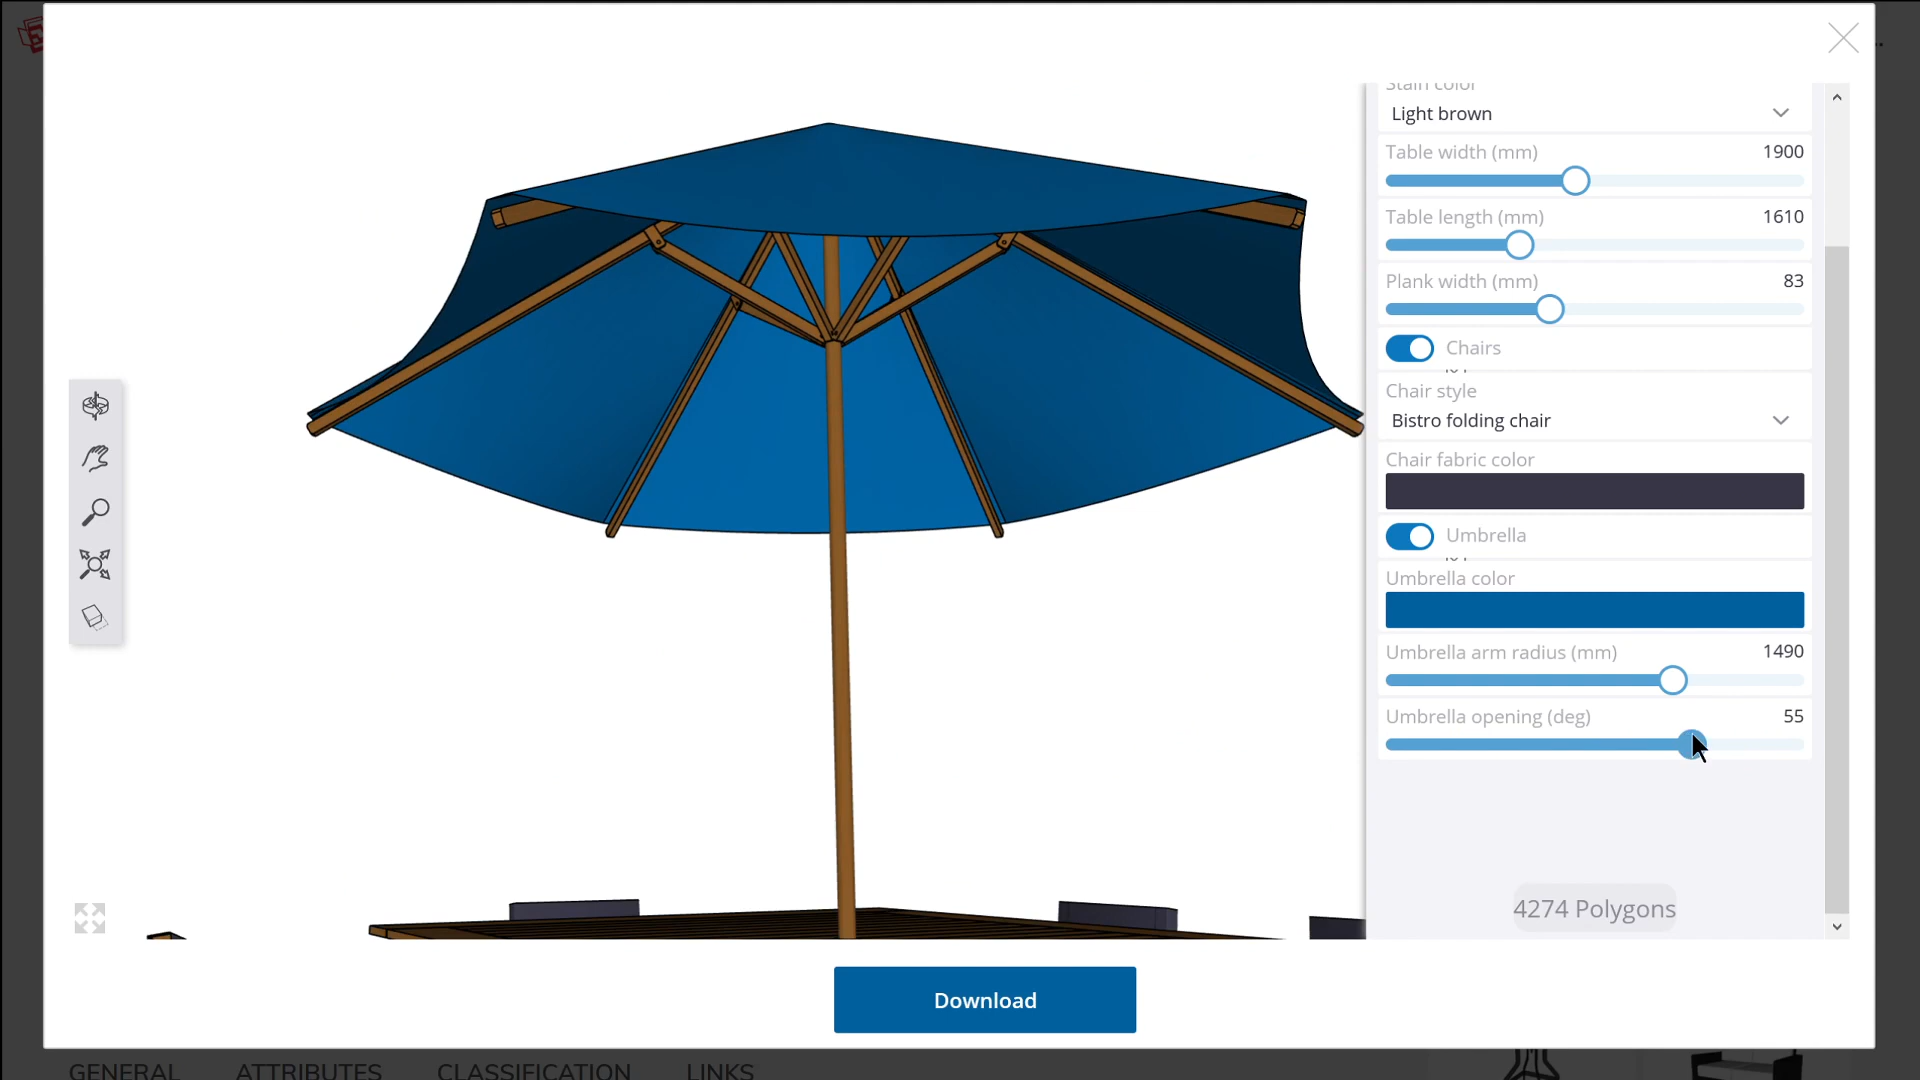 Stain color
Light brown
Table width (mm) 1900
Table length (mm) 1610
Plank width (mm) 83
Chairs
Chair style
Bistro folding chair
Chair fabric color
Umbrella
Umbrella color
Umbrella arm radius (mm) 1490
Umbrella opening (deg) 55
4274 Polygons
Download
GENERAL ATTRIBUTES CLASSIFICATION LINKS